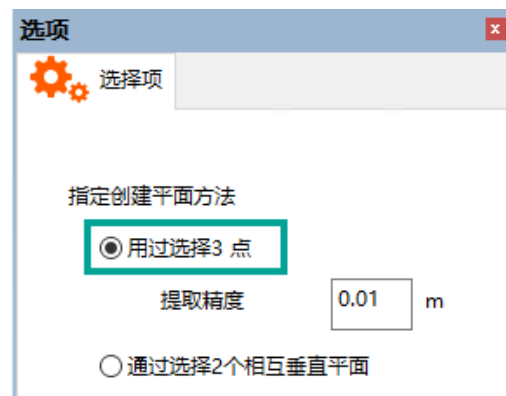 选项
x
选择项
指定创建平面方法
用过选择3 点
提取精度 0.01 m
通过选择2个相互垂直平面